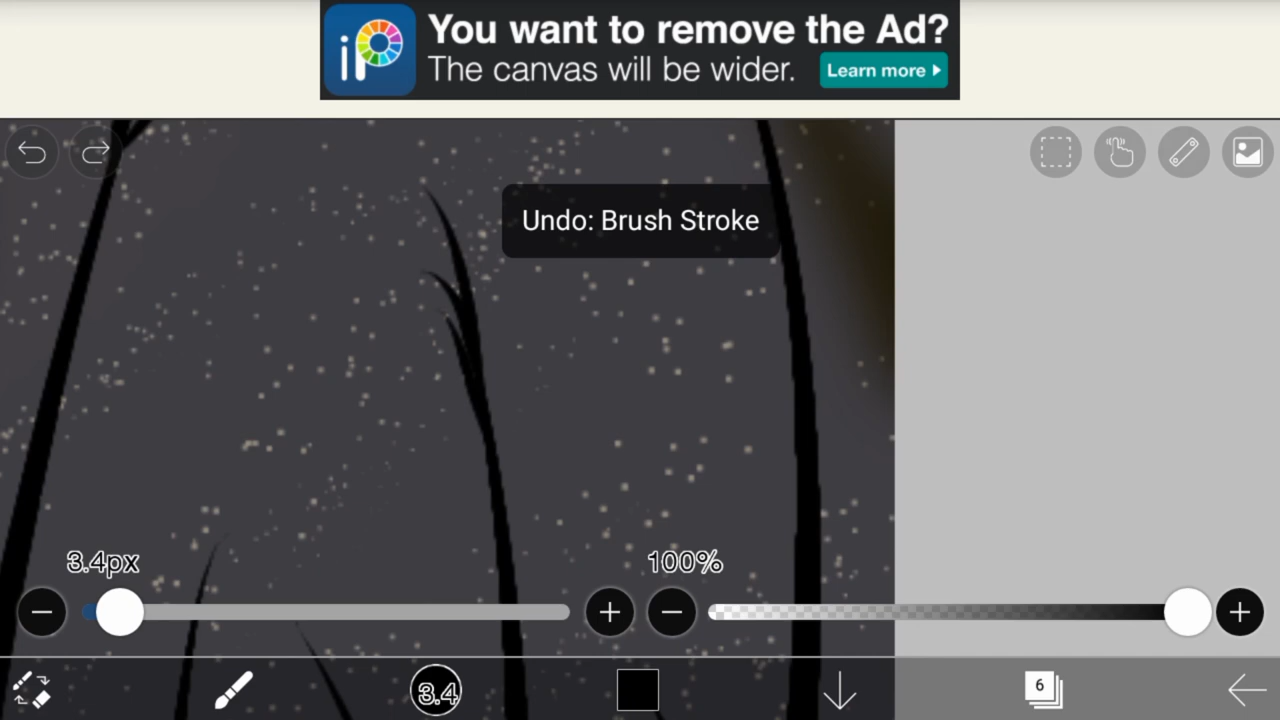 iP
You want to remove the Ad?
The canvas will be wider.
Learn more
Undo: Brush Stroke
3.4px
100%
3.4
6